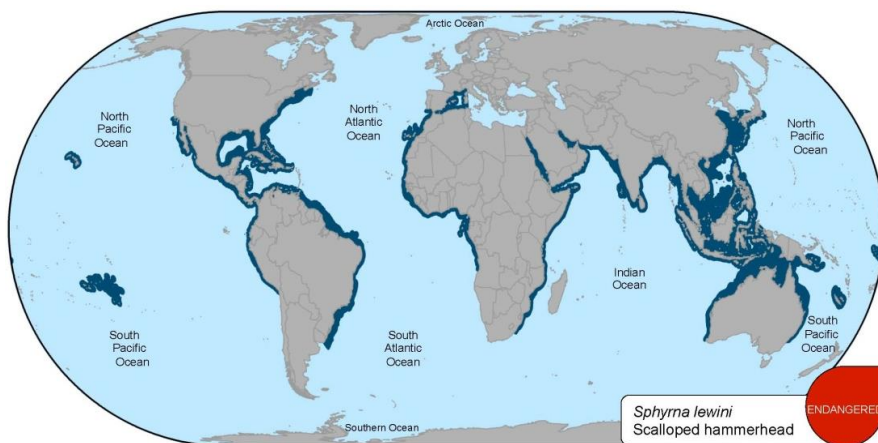 Arctic Ocean
North
Pacific
Ocean
North
Atlantic
Ocean
North
Pacific
Ocean
Indian
Ocean
South
Pacific
Ocean
South
Atlantic
Ocean
South
Pacific
Ocean
Southern Ocean
Sphyrna lewini
Scalloped hammerhead
ENDANGERED